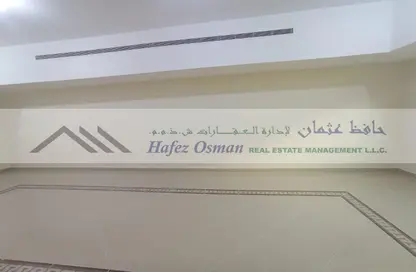 حافظ عثمان لإدارة العقارات ش.ذ.م.م.
Hafez Osman REAL ESTATE MANAGEMENT L.L.C.